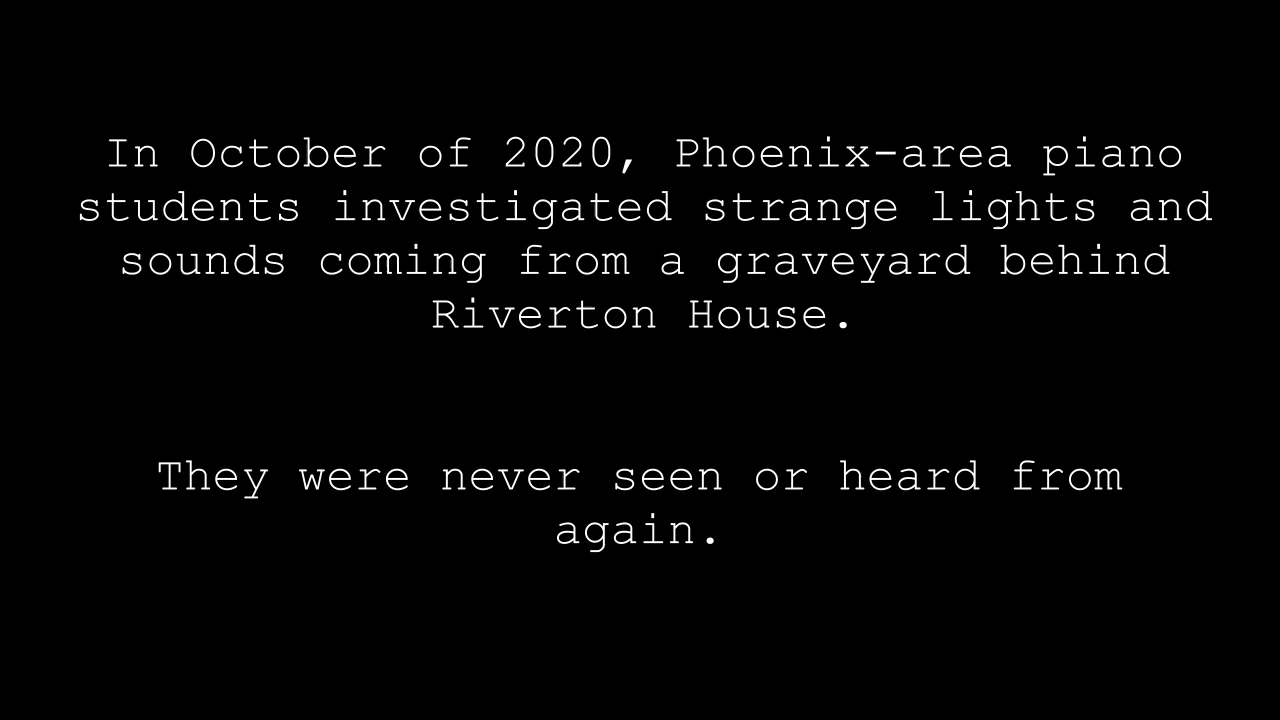 In October of 2020, Phoenix-area piano
students investigated strange lights and
sounds coming from a graveyard behind
Riverton House.
They were never seen or heard from
again.